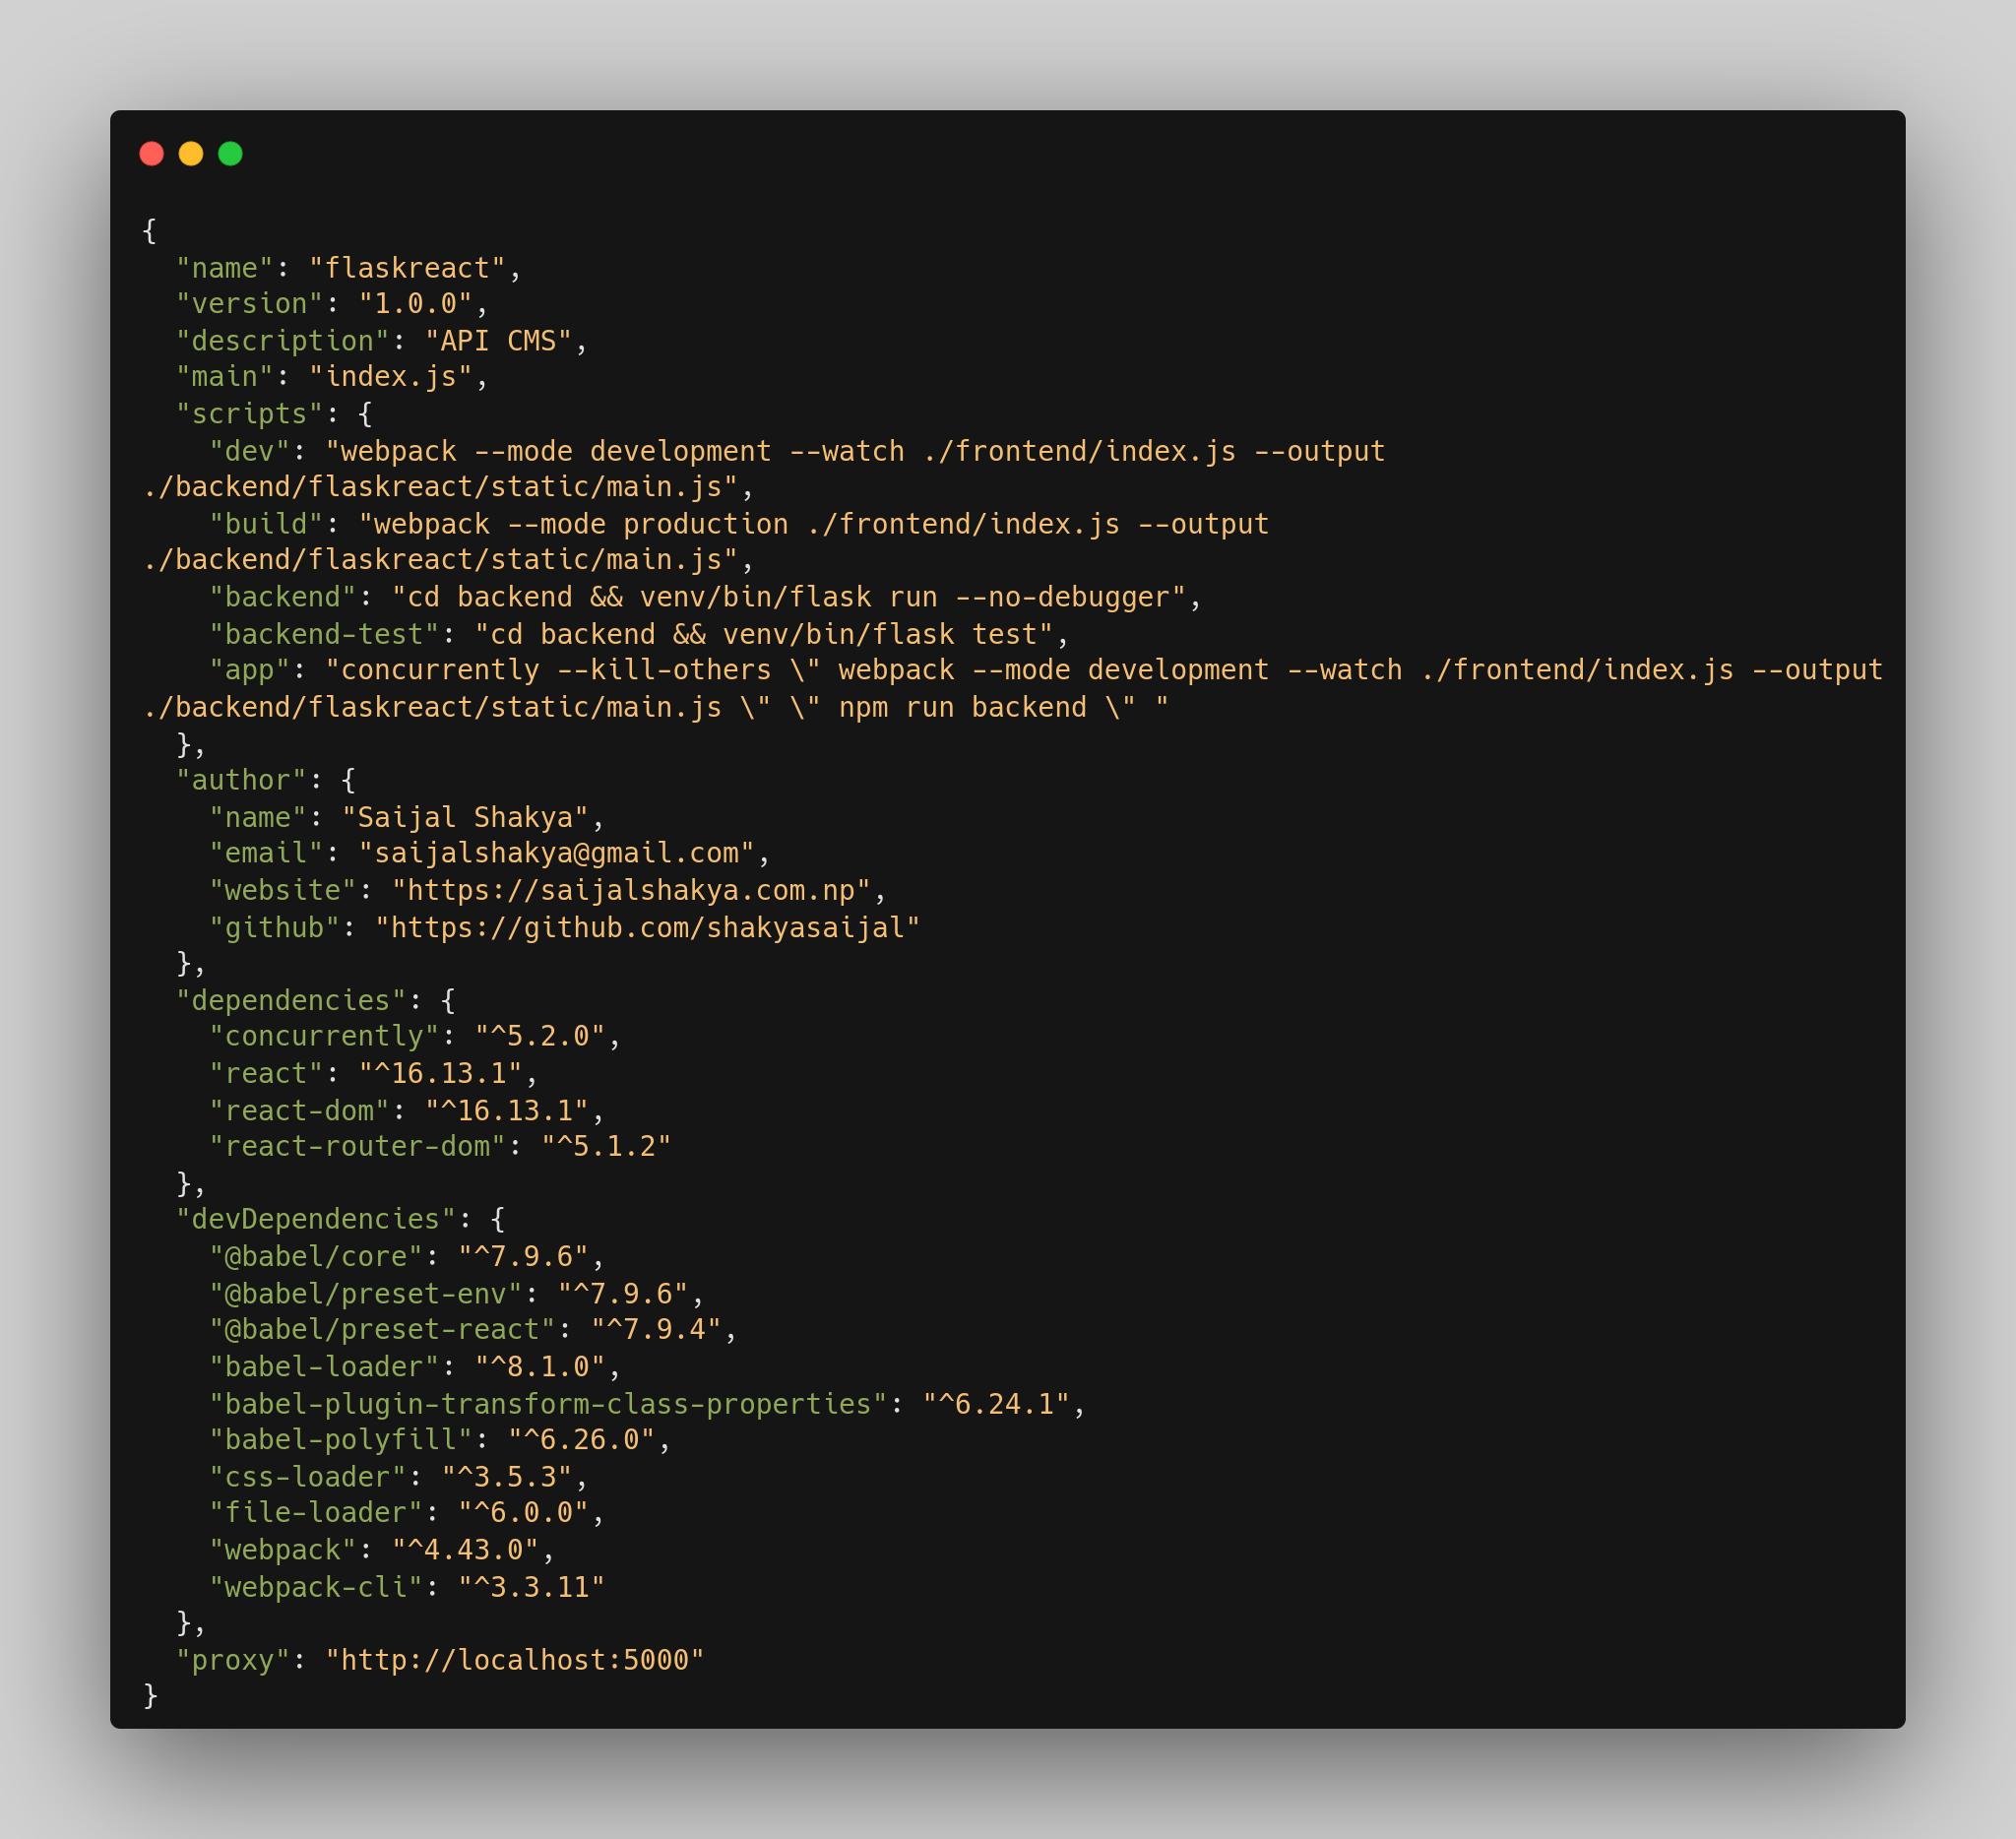 {
  "name": "flaskreact",
  "version": "1.0.0",
  "description": "API CMS",
  "main": "index.js",
  "scripts": {
    "dev": "webpack --mode development --watch ./frontend/index.js --output
./backend/flaskreact/static/main.js",
    "build": "webpack --mode production ./frontend/index.js --output
./backend/flaskreact/static/main.js",
    "backend": "cd backend && venv/bin/flask run --no-debugger",
    "backend-test": "cd backend && venv/bin/flask test",
    "app": "concurrently --kill-others \" webpack --mode development --watch ./frontend/index.js --output
./backend/flaskreact/static/main.js \" \" npm run backend \" "
  },
  "author": {
    "name": "Saijal Shakya",
    "email": "saijalshakya@gmail.com",
    "website": "https://saijalshakya.com.np",
    "github": "https://github.com/shakyasaijal"
  },
  "dependencies": {
    "concurrently": "^5.2.0",
    "react": "^16.13.1",
    "react-dom": "^16.13.1",
    "react-router-dom": "^5.1.2"
  },
  "devDependencies": {
    "@babel/core": "^7.9.6",
    "@babel/preset-env": "^7.9.6",
    "@babel/preset-react": "^7.9.4",
    "babel-loader": "^8.1.0",
    "babel-plugin-transform-class-properties": "^6.24.1",
    "babel-polyfill": "^6.26.0",
    "css-loader": "^3.5.3",
    "file-loader": "^6.0.0",
    "webpack": "^4.43.0",
    "webpack-cli": "^3.3.11"
  },
  "proxy": "http://localhost:5000"
}